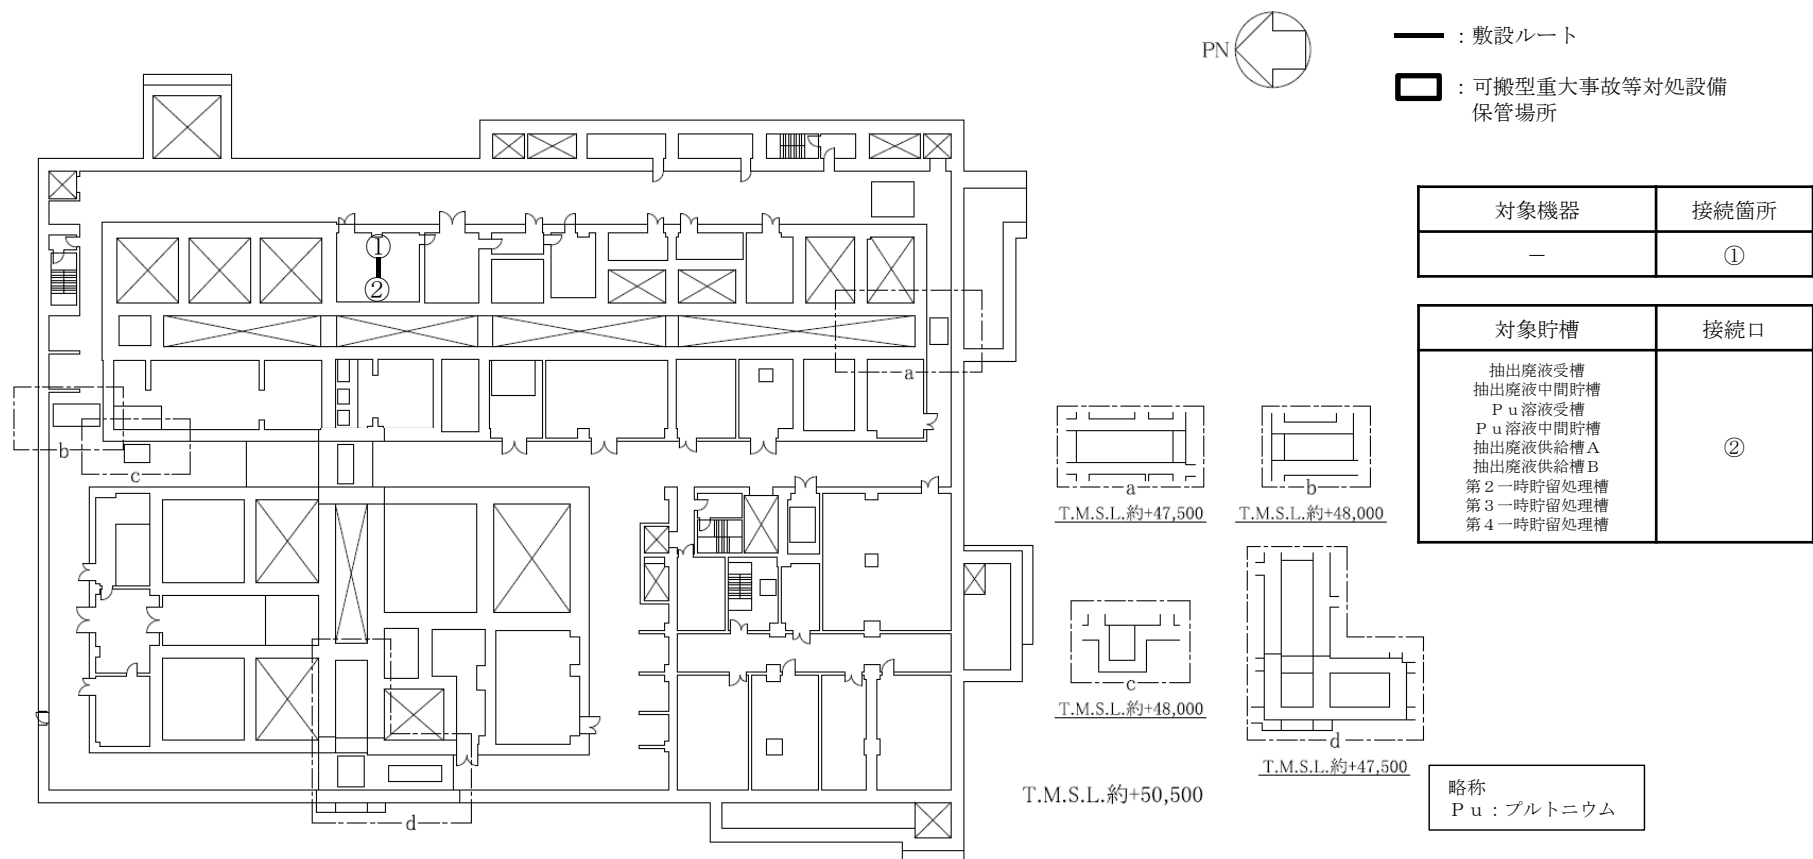 PN
：敷設ルート
：可搬型重大事故等対処設備
保管場所
対象機器 接続箇所
－ ①
対象貯槽 接続口
抽出廃液受槽
抽出廃液中間貯槽
Ｐｕ溶液受槽
Ｐｕ溶液中間貯槽
抽出廃液供給槽Ａ
抽出廃液供給槽Ｂ
第２一時貯留処理槽
第３一時貯留処理槽
第４一時貯留処理槽
②
①
②
a
b
c
d
a
T.M.S.L.約+47,500
b
T.M.S.L.約+48,000
c
T.M.S.L.約+48,000
d
T.M.S.L.約+47,500
T.M.S.L.約+50,500
略称
Ｐｕ：プルトニウム